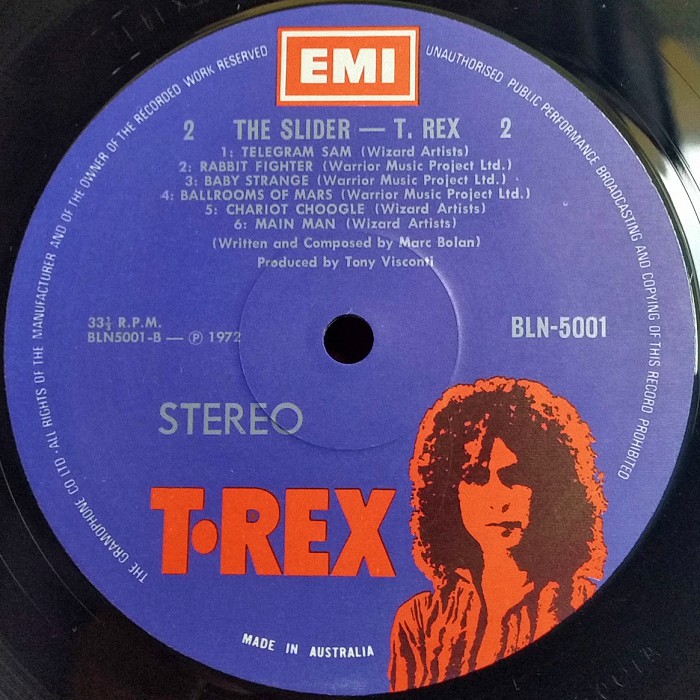 EMI
THE GRAMOPHONE CO LTD. ALL RIGHTS OF THE MANUFACTURER AND OF THE OWNER OF THE RECORDED WORK RESERVED
UNAUTHORISED PUBLIC PERFORMANCE BROADCASTING AND COPYING OF THIS RECORD PROHIBITED
2 THE SLIDER — T. REX 2
1: TELEGRAM SAM (Wizard Artists)
2: RABBIT FIGHTER (Warrior Music Project Ltd.)
3: BABY STRANGE (Warrior Music Project Ltd.)
4: BALLROOMS OF MARS (Warrior Music Project Ltd.)
5: CHARIOT CHOOGLE (Wizard Artists)
6: MAIN MAN (Wizard Artists)
(Written and Composed by Marc Bolan)
Produced by Tony Visconti
33⅓ R.P.M.
BLN5001-B — ℗ 1972
BLN-5001
STEREO
T•REX
MADE IN AUSTRALIA